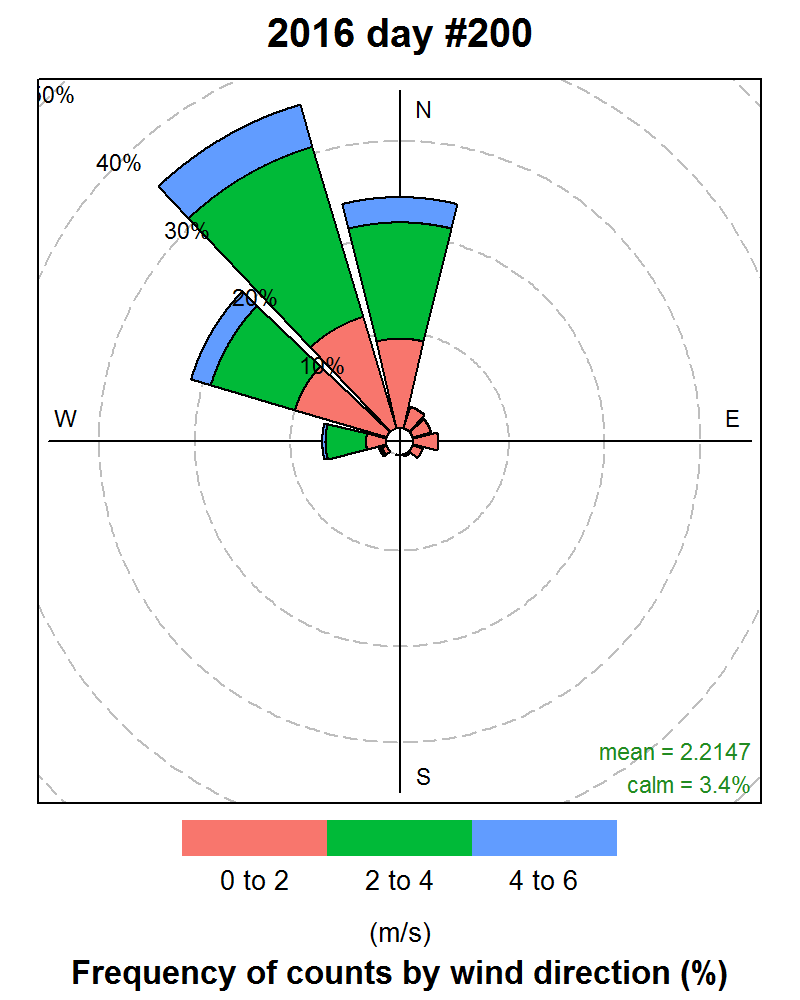 2016 day #200
N
40%
30%
20%
10%
W
E
mean = 2.2147
S
calm = 3.4%
0 to 2 2 to 4 4 to 6
(m/s)
Frequency of counts by wind direction (%)